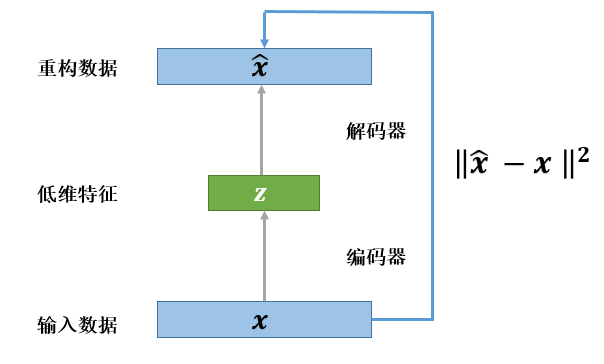 重构数据
x̂
解码器
‖x̂ − x‖²
低维特征
z
编码器
输入数据
x